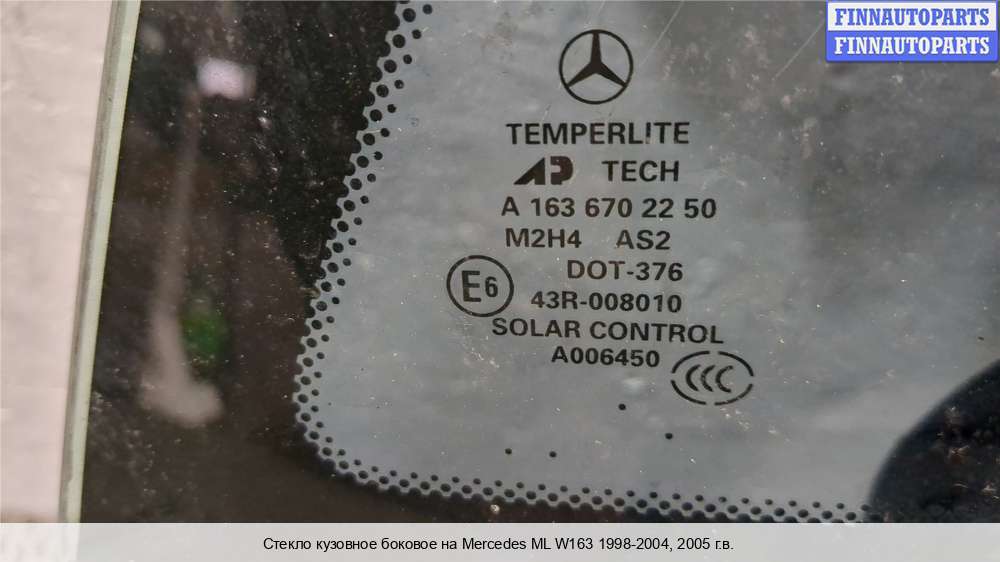 FINNAUTOPARTS
FINNAUTOPARTS
TEMPERLITE
AP TECH
A 163 670 22 50
M2H4 AS2
DOT-376
E6 43R-008010
SOLAR CONTROL
A006450
CCC
Стекло кузовное боковое на Mercedes ML W163 1998-2004, 2005 г.в.